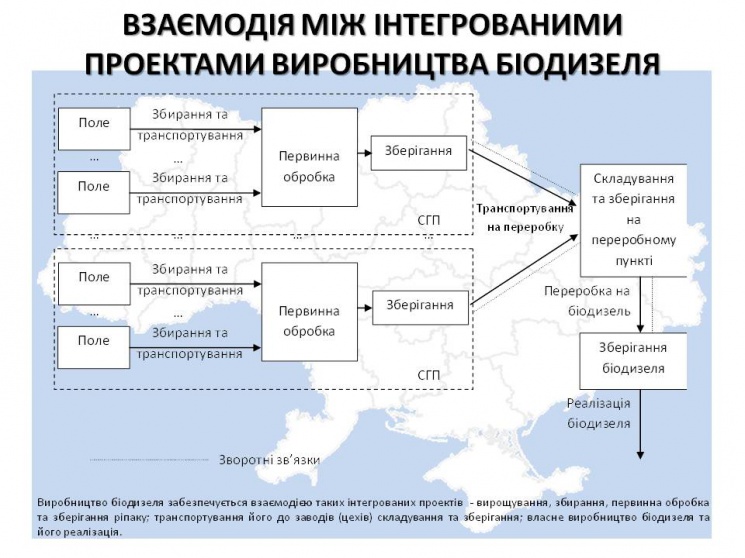 ВЗАЄМОДІЯ МІЖ ІНТЕГРОВАНИМИ
ПРОЕКТАМИ ВИРОБНИЦТВА БІОДИЗЕЛЯ
Поле
Збирання та
транспортування
...
...
Поле
Збирання та
транспортування
Первинна
обробка
Зберігання
СГП
...
...
...
...
Поле
Збирання та
транспортування
...
...
Поле
Збирання та
транспортування
Первинна
обробка
Зберігання
СГП
Транспортування
на переробку
Складування
та зберігання
на
переробному
пункті
Переробка на
біодизель
Зберігання
біодизеля
Реалізація
біодизеля
Зворотні зв’язки
Виробництво біодизеля забезпечується взаємодією таких інтегрованих проектів - вирощування, збирання, первинна обробка
та зберігання ріпаку; транспортування його до заводів (цехів) складування та зберігання; власне виробництво біодизеля та
його реалізація.